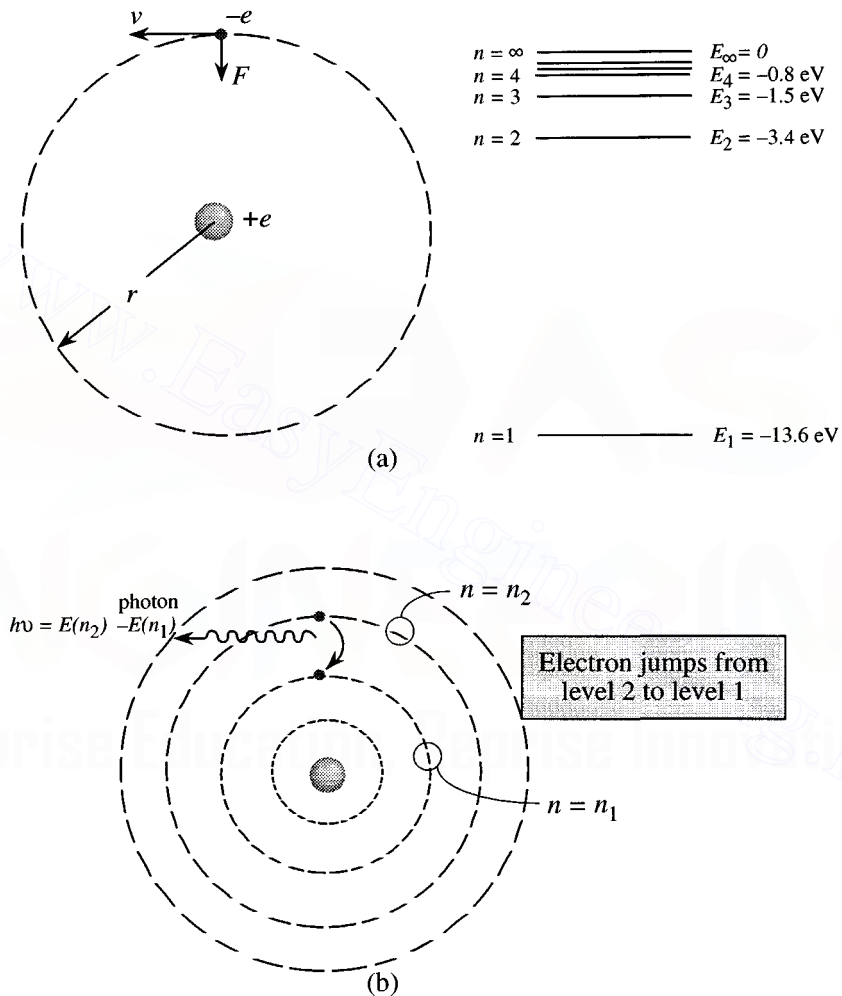 v
–e
F
+e
r
n = ∞ E∞ = 0
n = 4 E4 = –0.8 eV
n = 3 E3 = –1.5 eV
n = 2 E2 = –3.4 eV
n =1 E1 = –13.6 eV
(a)
photon
hυ = E(n2) –E(n1)
n = n2
Electron jumps from
level 2 to level 1
n = n1
(b)